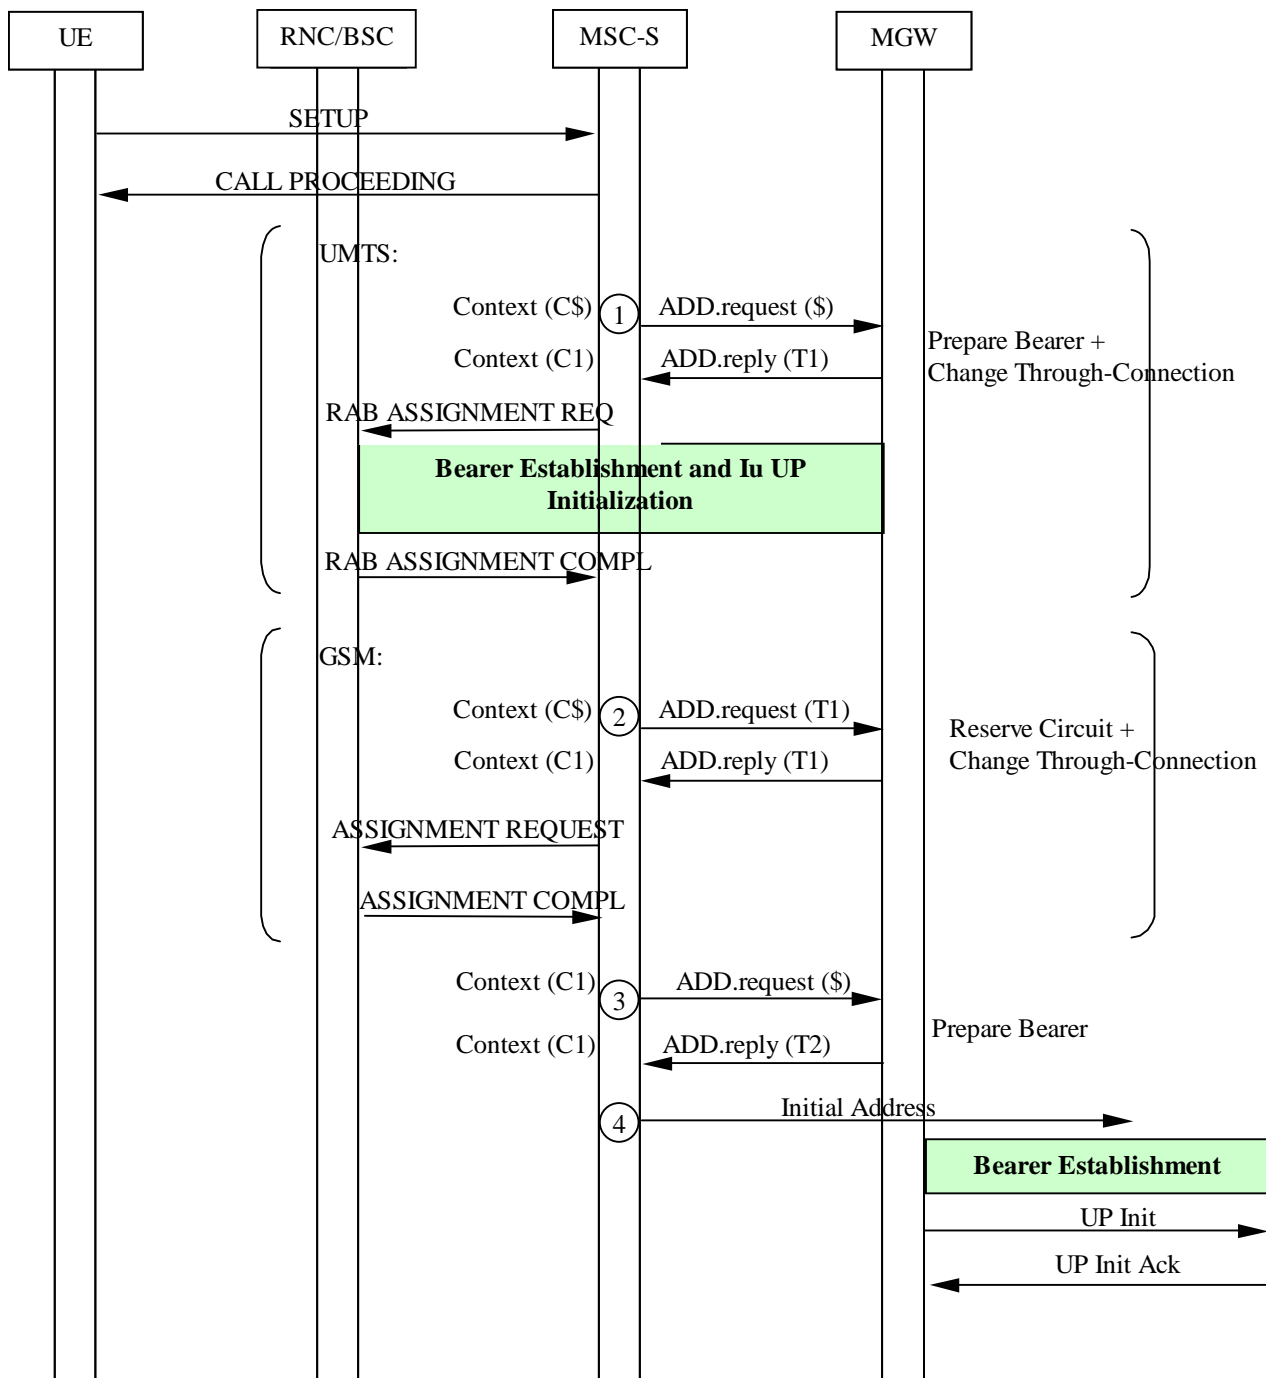 UE
RNC/BSC
MSC-S
MGW
SETUP
CALL PROCEEDING
UMTS:
Context (C$)
1
ADD.request ($)
Context (C1)
ADD.reply (T1)
Prepare Bearer +
Change Through-Connection
RAB ASSIGNMENT REQ
Bearer Establishment and Iu UP
Initialization
RAB ASSIGNMENT COMPL
GSM:
Context (C$)
2
ADD.request (T1)
Context (C1)
ADD.reply (T1)
Reserve Circuit +
Change Through-Connection
ASSIGNMENT REQUEST
ASSIGNMENT COMPL
Context (C1)
3
ADD.request ($)
Prepare Bearer
Context (C1)
ADD.reply (T2)
4
Initial Address
Bearer Establishment
UP Init
UP Init Ack